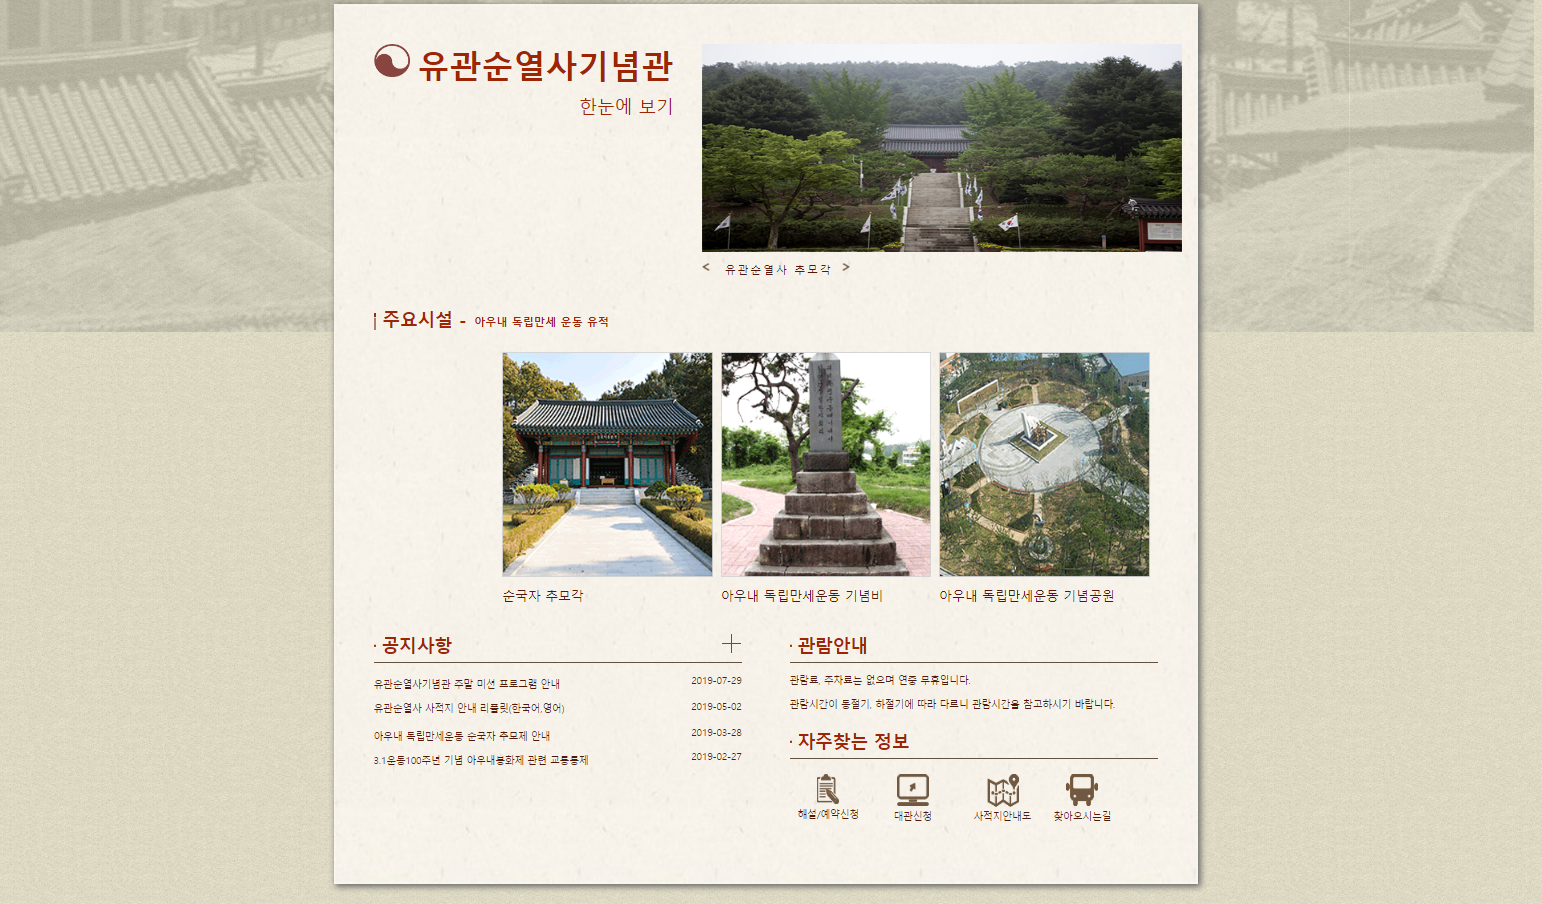 유관순열사기념관
한눈에 보기
< 유관순열사 추모각 >
주요시설 - 아우내 독립만세 운동 유적
순국자 추모각
아우내 독립만세운동 기념비
아우내 독립만세운동 기념공원
· 공지사항
유관순열사기념관 주말 미션 프로그램 안내 2019-07-29
유관순열사 사적지 안내 리플릿(한국어,영어) 2019-05-02
아우내 독립만세운동 순국자 추모제 안내 2019-03-28
3.1운동100주년 기념 아우내봉화제 관련 교통통제 2019-02-27
· 관람안내
관람료, 주차료는 없으며 연중 무휴입니다.
관람시간이 동절기, 하절기에 따라 다르니 관람시간을 참고하시기 바랍니다.
· 자주찾는 정보
해설/예약신청
대관신청
사적지안내도
찾아오시는길